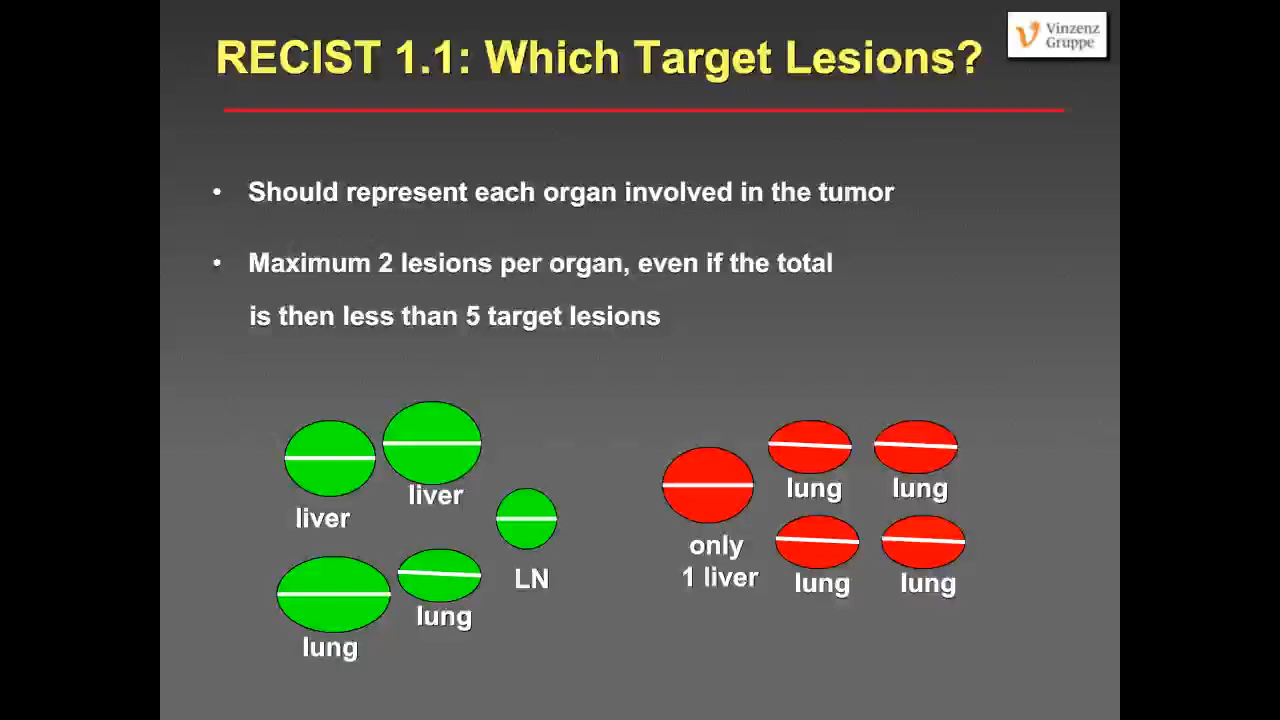 RECIST 1.1: Which Target Lesions?
Vinzenz
Gruppe
• Should represent each organ involved in the tumor
• Maximum 2 lesions per organ, even if the total
is then less than 5 target lesions
liver
liver
LN
lung
lung
only
1 liver
lung
lung
lung
lung